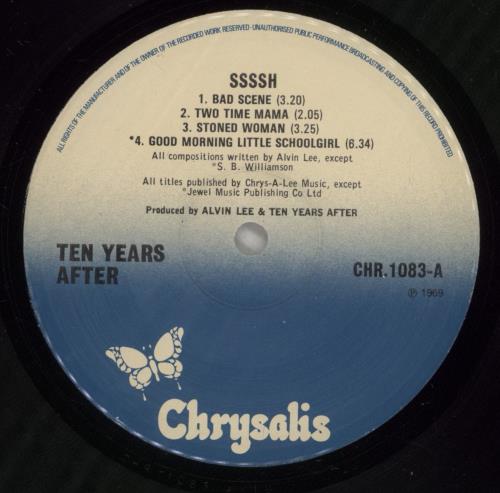 ALL RIGHTS OF THE MANUFACTURER AND OF THE OWNER OF THE RECORDED WORK RESERVED-UNAUTHORISED PUBLIC PERFORMANCE BROADCASTING AND COPYING OF THIS RECORD PROHIBITED
SSSSH
1. BAD SCENE (3.20)
2. TWO TIME MAMA (2.05)
3. STONED WOMAN (3.25)
*4. GOOD MORNING LITTLE SCHOOLGIRL (6.34)
All compositions written by Alvin Lee, except
*S. B. Williamson
All titles published by Chrys-A-Lee Music, except
*Jewel Music Publishing Co Ltd
Produced by ALVIN LEE & TEN YEARS AFTER
TEN YEARS
AFTER
CHR.1083-A
℗ 1969
Chrysalis